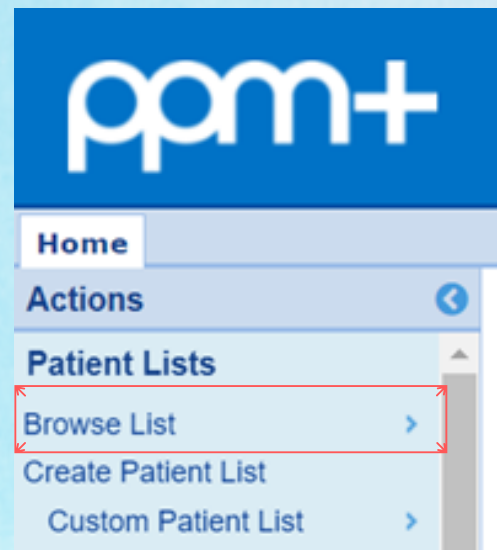 ppm+
Home
Actions
Patient Lists
Browse List
Create Patient List
Custom Patient List